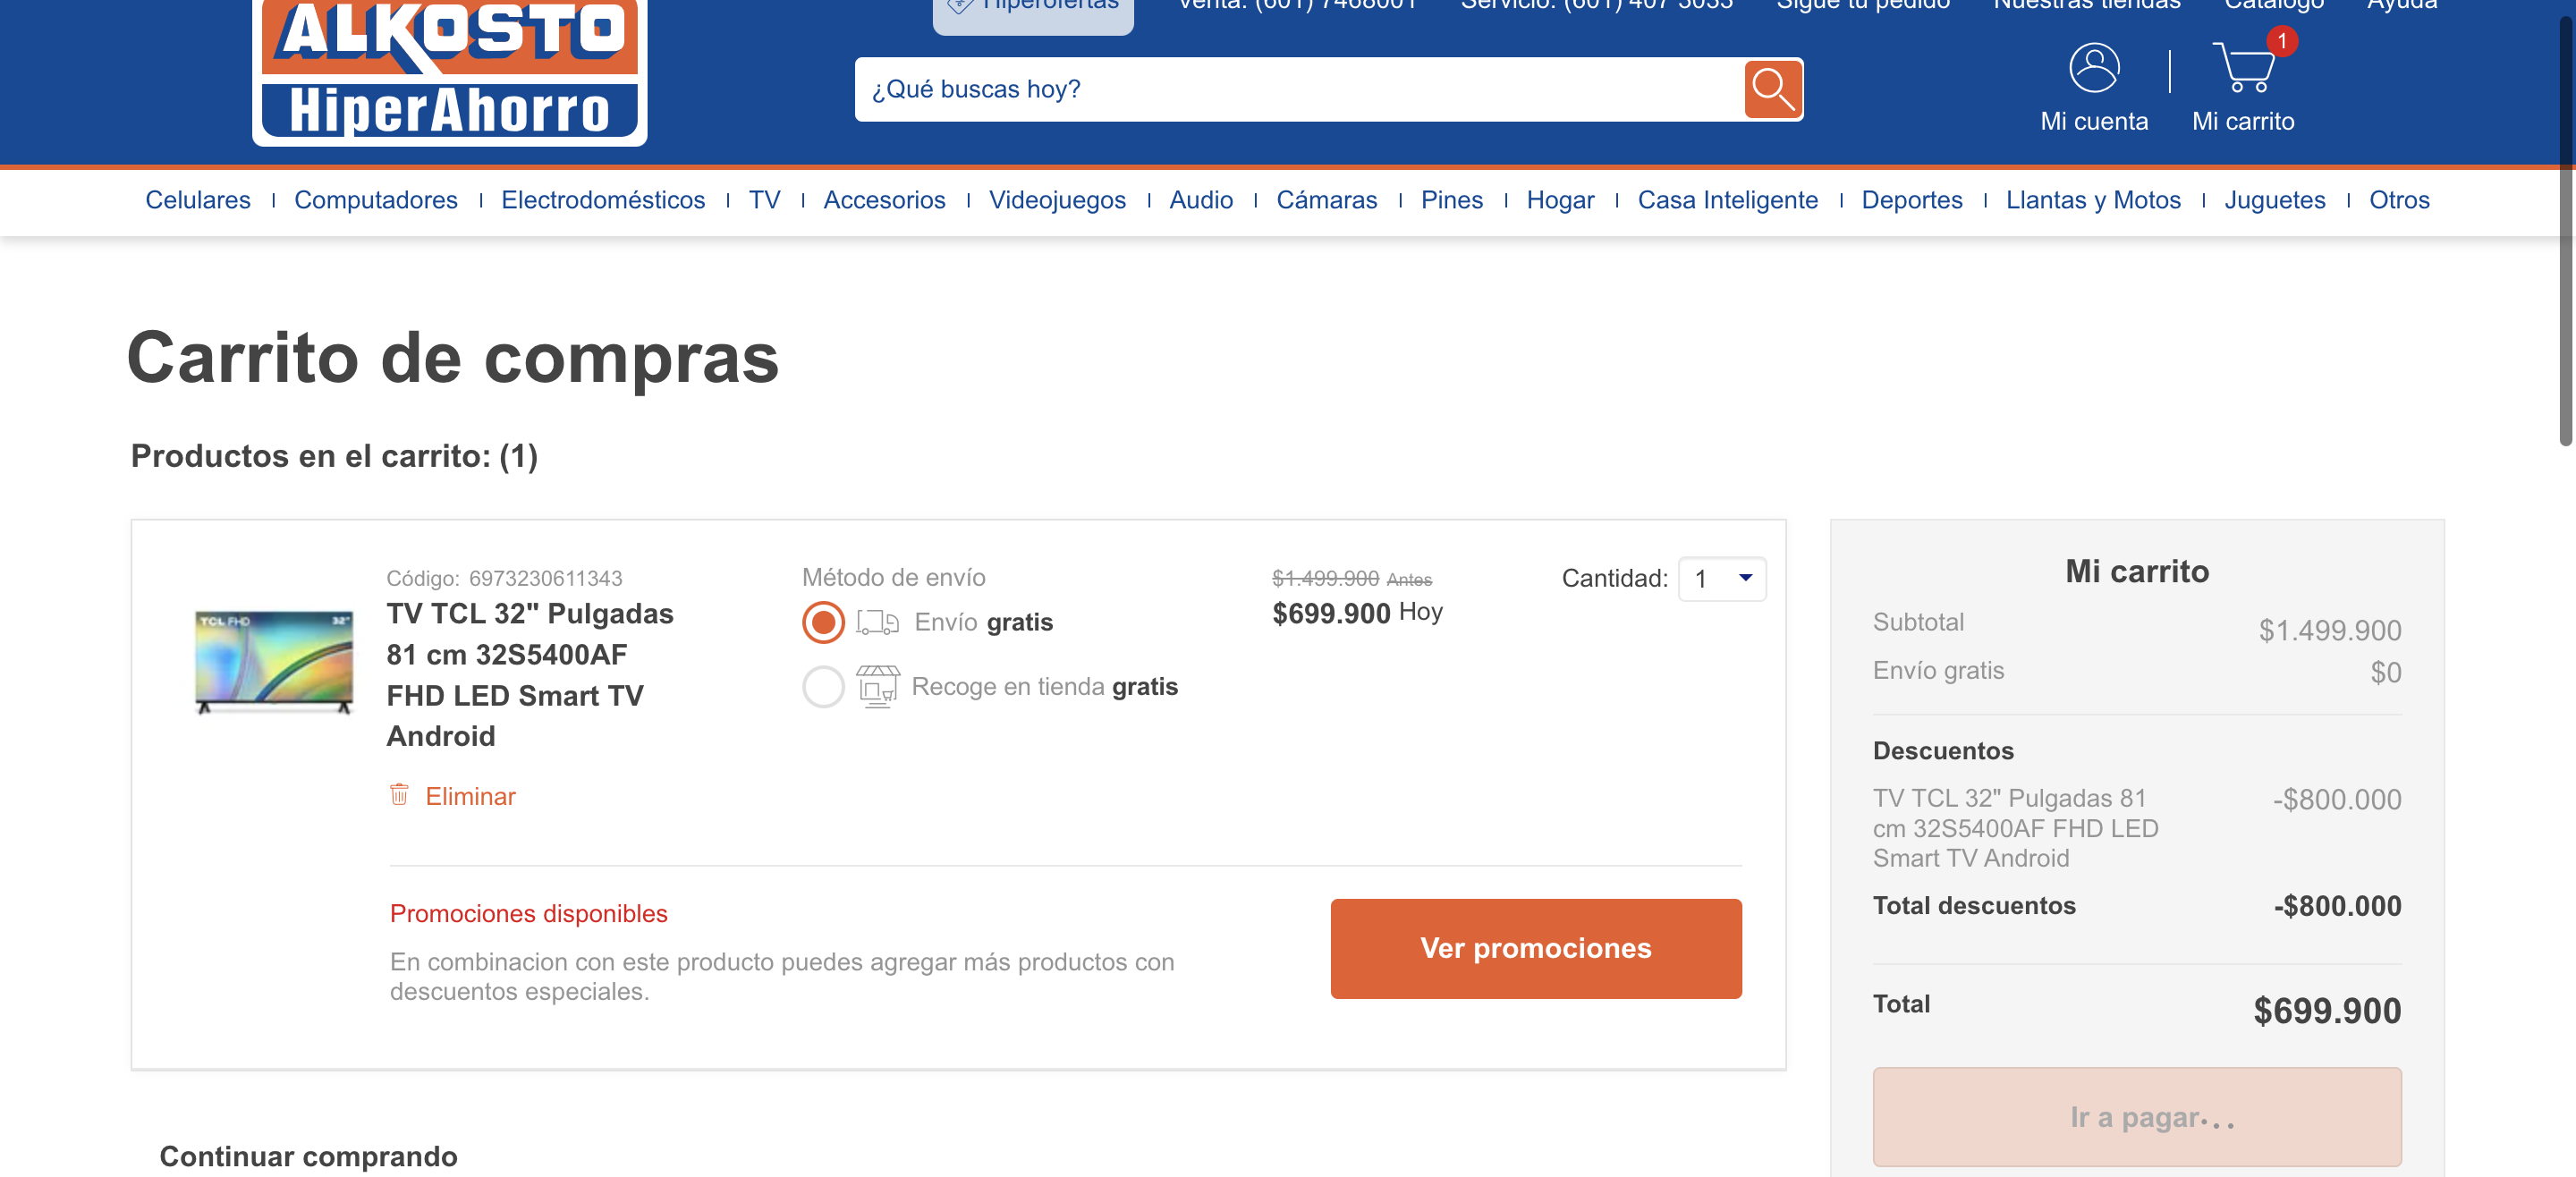 ALKOSTO
HiperAhorro
Hiperofertas
Venta: (601) 7468001
Servicio: (601) 407 3033
Sigue tu pedido
Nuestras tiendas
Catálogo
Ayuda
¿Qué buscas hoy?
1
Mi cuenta
Mi carrito
Celulares
Computadores
Electrodomésticos
TV
Accesorios
Videojuegos
Audio
Cámaras
Pines
Hogar
Casa Inteligente
Deportes
Llantas y Motos
Juguetes
Otros
Carrito de compras
Productos en el carrito: (1)
TCL FHD 32"
Código: 6973230611343
TV TCL 32" Pulgadas
81 cm 32S5400AF
FHD LED Smart TV
Android
Eliminar
Método de envío
Envío gratis
Recoge en tienda gratis
$1.499.900 Antes
$699.900 Hoy
Cantidad: 1
Promociones disponibles
En combinacion con este producto puedes agregar más productos con
descuentos especiales.
Ver promociones
Mi carrito
Subtotal $1.499.900
Envío gratis $0
Descuentos
TV TCL 32" Pulgadas 81 -$800.000
cm 32S5400AF FHD LED
Smart TV Android
Total descuentos -$800.000
Total $699.900
Ir a pagar...
Continuar comprando